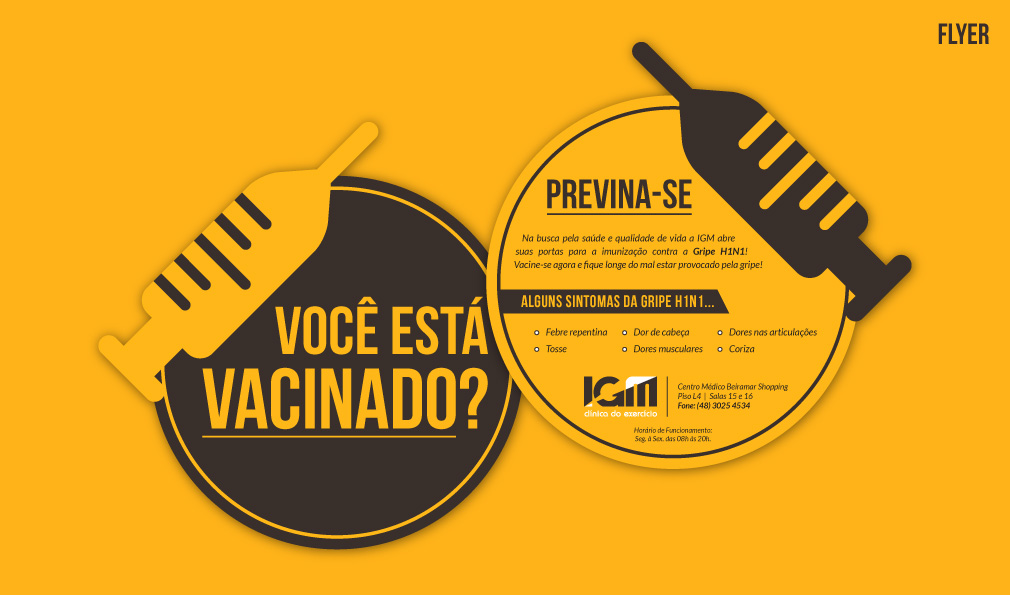 FLYER
VOCÊ ESTÁ
VACINADO?
PREVINA-SE
Na busca pela saúde e qualidade de vida a IGM abre
suas portas para a imunização contra a Gripe H1N1!
Vacine-se agora e fique longe do mal estar provocado pela gripe!
ALGUNS SINTOMAS DA GRIPE H1N1...
Febre repentina Dor de cabeça Dores nas articulações
Tosse Dores musculares Coriza
IGM
clínica do exercício
Centro Médico Beiramar Shopping
Piso L4 | Salas 15 e 16
Fone: (48) 3025 4534
Horário de Funcionamento:
Seg. à Sex. das 08h às 20h.